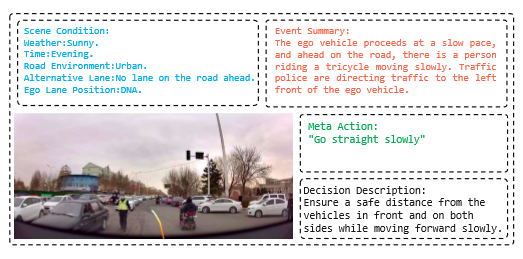 Scene Condition:
Weather:Sunny.
Time:Evening.
Road Environment:Urban.
Alternative Lane:No lane on the road ahead.
Ego Lane Position:DNA.
Event Summary:
The ego vehicle proceeds at a slow pace,
and ahead on the road, there is a person
riding a tricycle moving slowly. Traffic
police are directing traffic to the left
front of the ego vehicle.
Meta Action:
"Go straight slowly"
Decision Description:
Ensure a safe distance from the
vehicles in front and on both
sides while moving forward slowly.